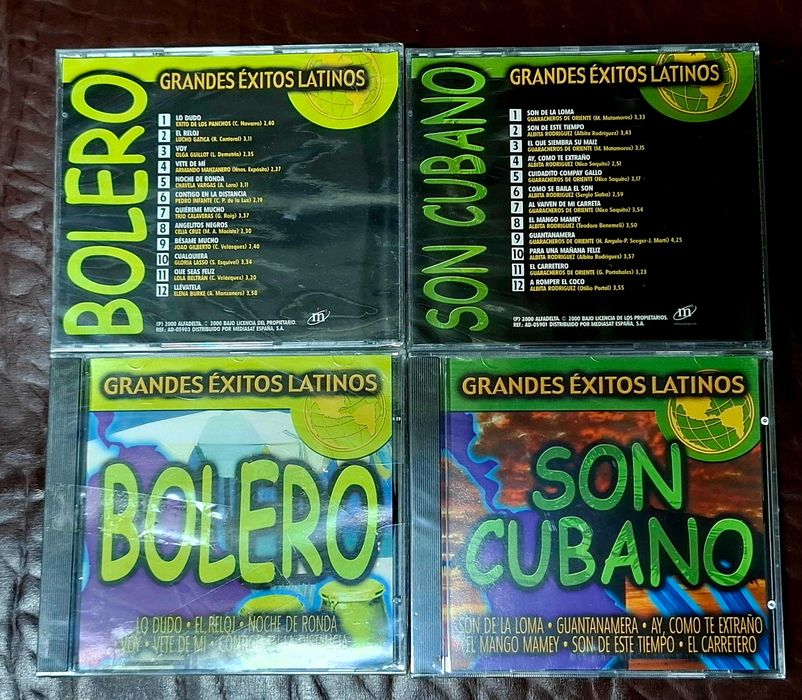 BOLERO
GRANDES ÉXITOS LATINOS
1 LO DUDO
EXITO DE LOS PANCHOS (C. Navarro) 2,40
2 EL RELOJ
LUCHO GATICA (R. Cantoral) 3,11
3 VOY
OLGA GUILLOT (L. Demetrio) 2,35
4 VETE DE MÍ
ARMANDO MANZANERO (Hnos. Expósito) 2,37
5 NOCHE DE RONDA
CHAVELA VARGAS (A. Lara) 3,11
6 CONTIGO EN LA DISTANCIA
PEDRO INFANTE (C. P. de la Luz) 2,19
7 QUIÉREME MUCHO
TRIO CALAVERAS (G. Roig) 3,37
8 ANGELITOS NEGROS
CELIA CRUZ (M. A. Maciste) 2,30
9 BÉSAME MUCHO
JOAO GILBERTO (C. Velázques) 2,40
10 CUALQUIERA
GLORIA LASSO (S. Esquivel) 3,34
11 QUE SEAS FELIZ
LOLA BELTRÁN (C. Velázques) 3,20
12 LLÉVATELA
ELENA BURKE (A. Manzanero) 3,58
(P) 2000 ALFADELTA. © 2000 BAJO LICENCIA DEL PROPIETARIO.
REF.: AD-05903 DISTRIBUIDO POR MEDIASAT ESPAÑA, S.A.
m
SON CUBANO
GRANDES ÉXITOS LATINOS
1 SON DE LA LOMA
GUARACHEROS DE ORIENTE (M. Matamoros) 3,33
2 SON DE ESTE TIEMPO
ALBITA RODRIGUEZ (Albita Rodríguez) 3,43
3 EL QUE SIEMBRA SU MAIZ
GUARACHEROS DE ORIENTE (M. Matamoros) 3,15
4 AY, COMO TE EXTRAÑO
ALBITA RODRIGUEZ (Nico Saquito) 2,51
5 CUIDADITO COMPAY GALLO
GUARACHEROS DE ORIENTE (Nico Saquito) 3,17
6 COMO SE BAILA EL SON
ALBITA RODRIGUEZ (Sergio Siaba) 2,59
7 AL VAIVEN DE MI CARRETA
GUARACHEROS DE ORIENTE (Nico Saquito) 3,54
8 EL MANGO MAMEY
ALBITA RODRIGUEZ (Teodoro Benemeli) 3,50
9 GUANTANAMERA
GUARACHEROS DE ORIENTE (H. Angulo-P. Seeger-J. Martí) 4,25
10 PARA UNA MAÑANA FELIZ
ALBITA RODRIGUEZ (Albita Rodríguez) 3,57
11 EL CARRETERO
GUARACHEROS DE ORIENTE (G. Portabales) 3,23
12 A ROMPER EL COCO
ALBITA RODRIGUEZ (Otilio Portal) 3,55
(P) 2000 ALFADELTA. © 2000 BAJO LICENCIA DE LOS PROPIETARIOS.
REF.: AD-05901 DISTRIBUIDO POR MEDIASAT ESPAÑA, S.A.
m
GRANDES ÉXITOS LATINOS
BOLERO
LO DUDO • EL RELOJ • NOCHE DE RONDA
VOY • VETE DE MÍ • CONTIGO EN LA DISTANCIA
GRANDES ÉXITOS LATINOS
SON
CUBANO
SON DE LA LOMA • GUANTANAMERA • AY, COMO TE EXTRAÑO
EL MANGO MAMEY • SON DE ESTE TIEMPO • EL CARRETERO